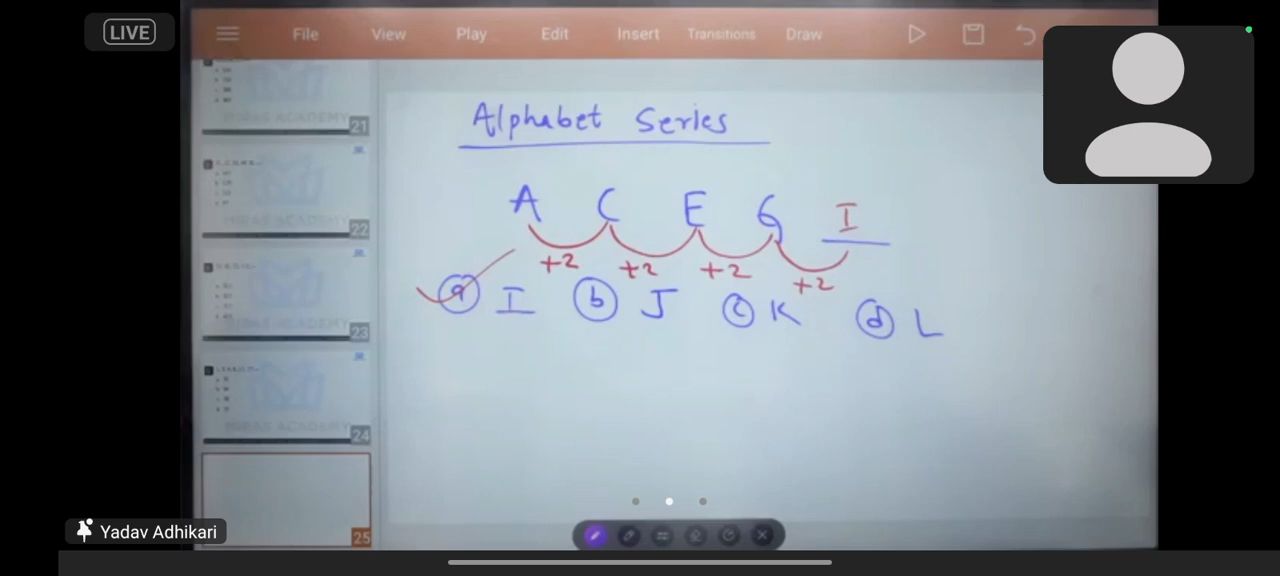 LIVE
File View Play Edit Insert Transitions Draw
21
22
23
24
25
Alphabet Series
A C E G I
+2 +2 +2 +2
a I b J c K d L
Yadav Adhikari